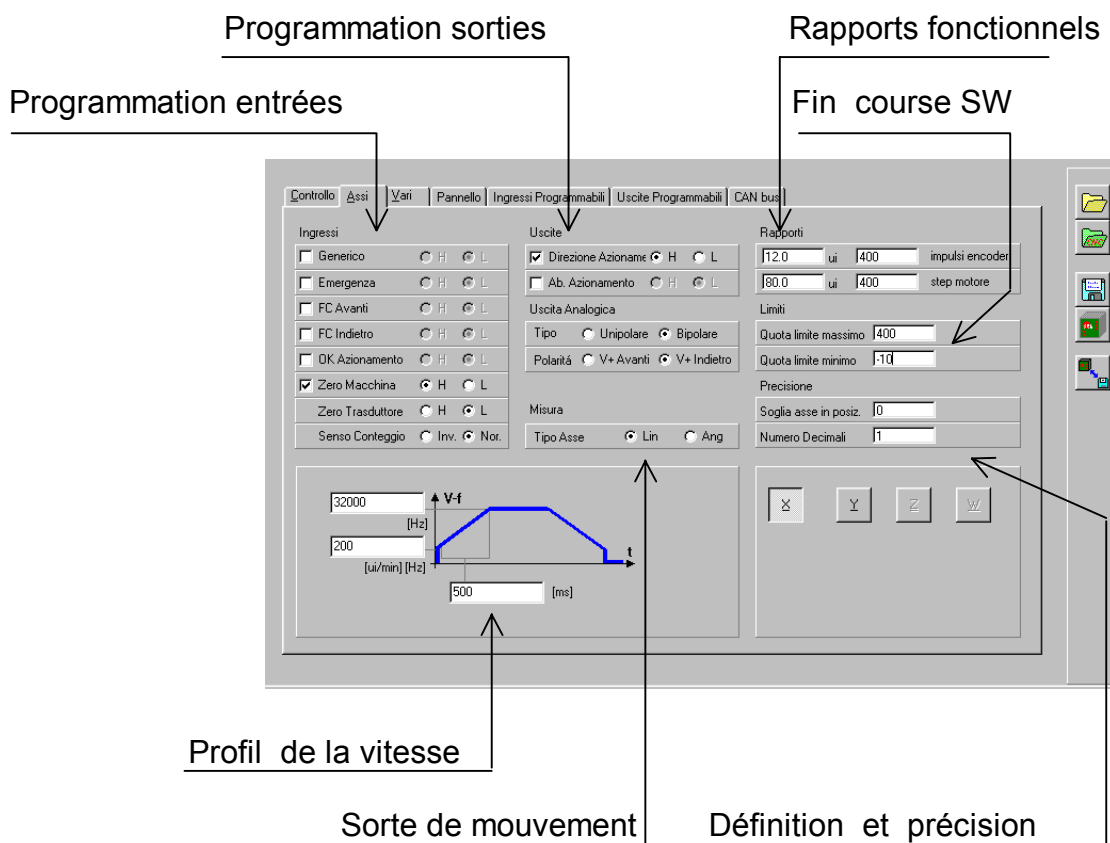 Programmation sorties
Rapports fonctionnels
Programmation entrées
Fin course SW
Controllo Assi Vari Pannello Ingressi Programmabili Uscite Programmabili CAN bus
Ingressi
Generico H L
Emergenza H L
FC Avanti H L
FC Indietro H L
OK Azionamento H L
Zero Macchina H L
Zero Trasduttore H L
Senso Conteggio Inv. Nor.
Uscite
Direzione Azioname H L
Ab. Azionamento H L
Uscita Analogica
Tipo Unipolare Bipolare
Polaritá V+ Avanti V+ Indietro
Misura
Tipo Asse Lin Ang
Rapporti
12.0 ui 400 impulsi encoder
80.0 ui 400 step motore
Limiti
Quota limite massimo 400
Quota limite minimo -10
Precisione
Soglia asse in posiz. 0
Numero Decimali 1
32000 V-f
[Hz]
200 t
[ui/min] [Hz]
500 [ms]
X Y Z W
Profil de la vitesse
Sorte de mouvement
Définition et précision